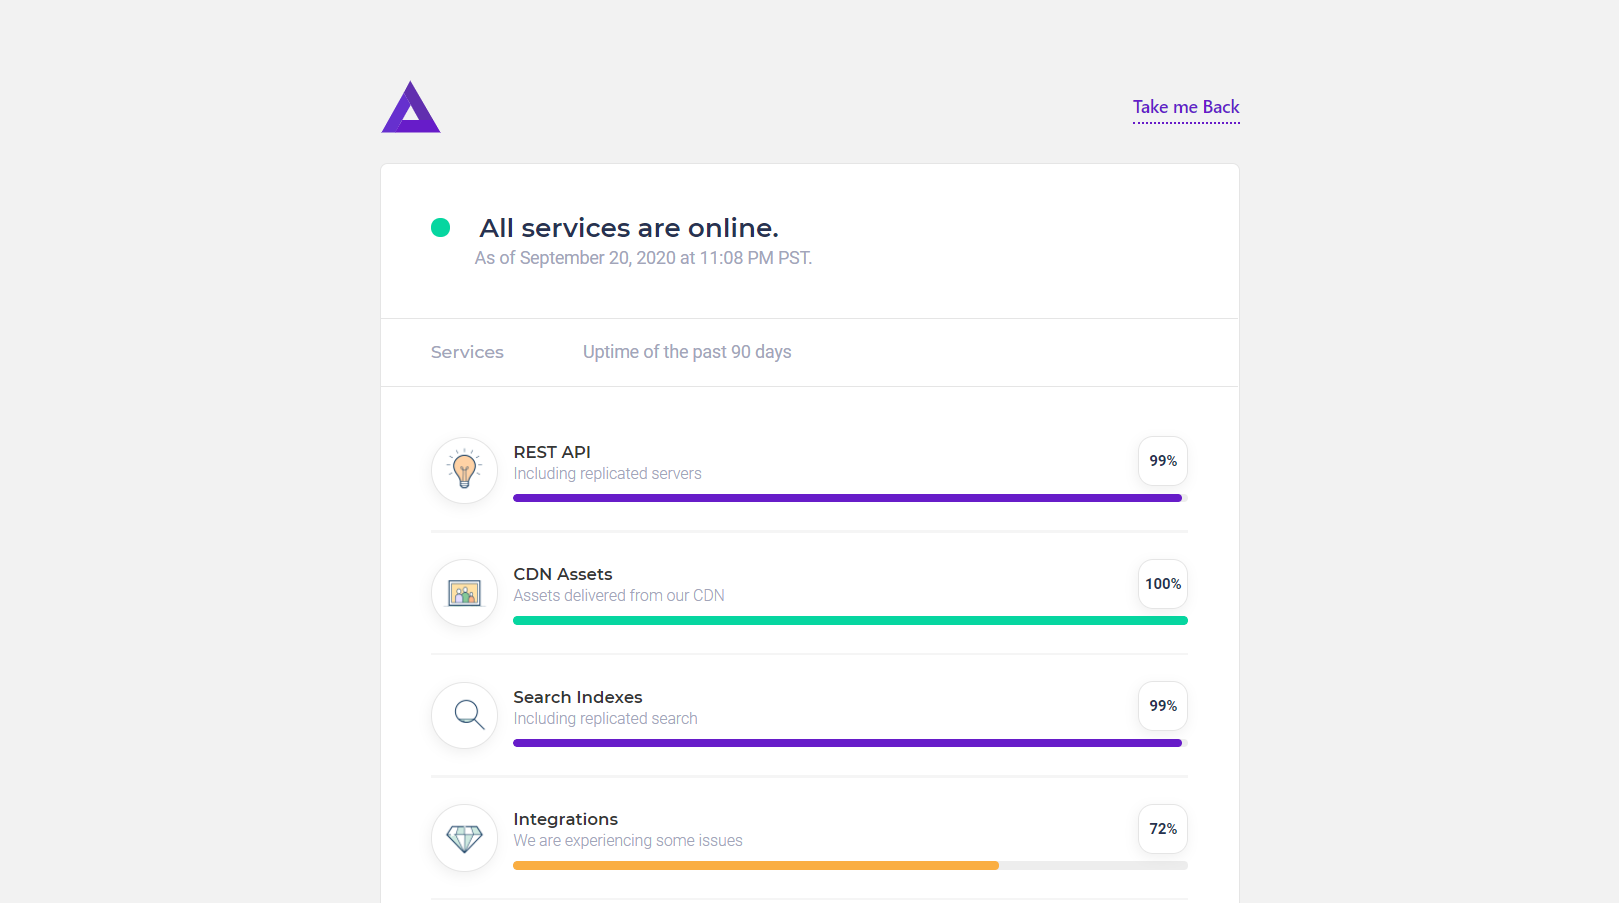 Take me Back
All services are online.
As of September 20, 2020 at 11:08 PM PST.
Services
Uptime of the past 90 days
REST API
Including replicated servers
99%
CDN Assets
Assets delivered from our CDN
100%
Search Indexes
Including replicated search
99%
Integrations
We are experiencing some issues
72%